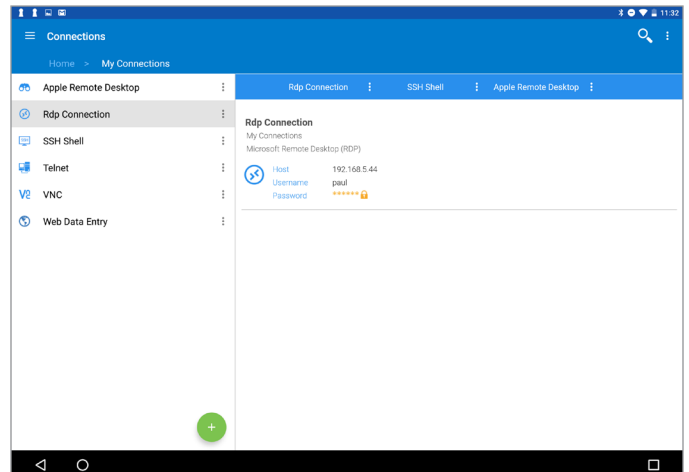 11:32
Connections
Home > My Connections
Apple Remote Desktop
Rdp Connection
SSH Shell
Telnet
VNC
Web Data Entry
Rdp Connection SSH Shell Apple Remote Desktop
Rdp Connection
My Connections
Microsoft Remote Desktop (RDP)
Host 192.168.5.44
Username paul
Password ******